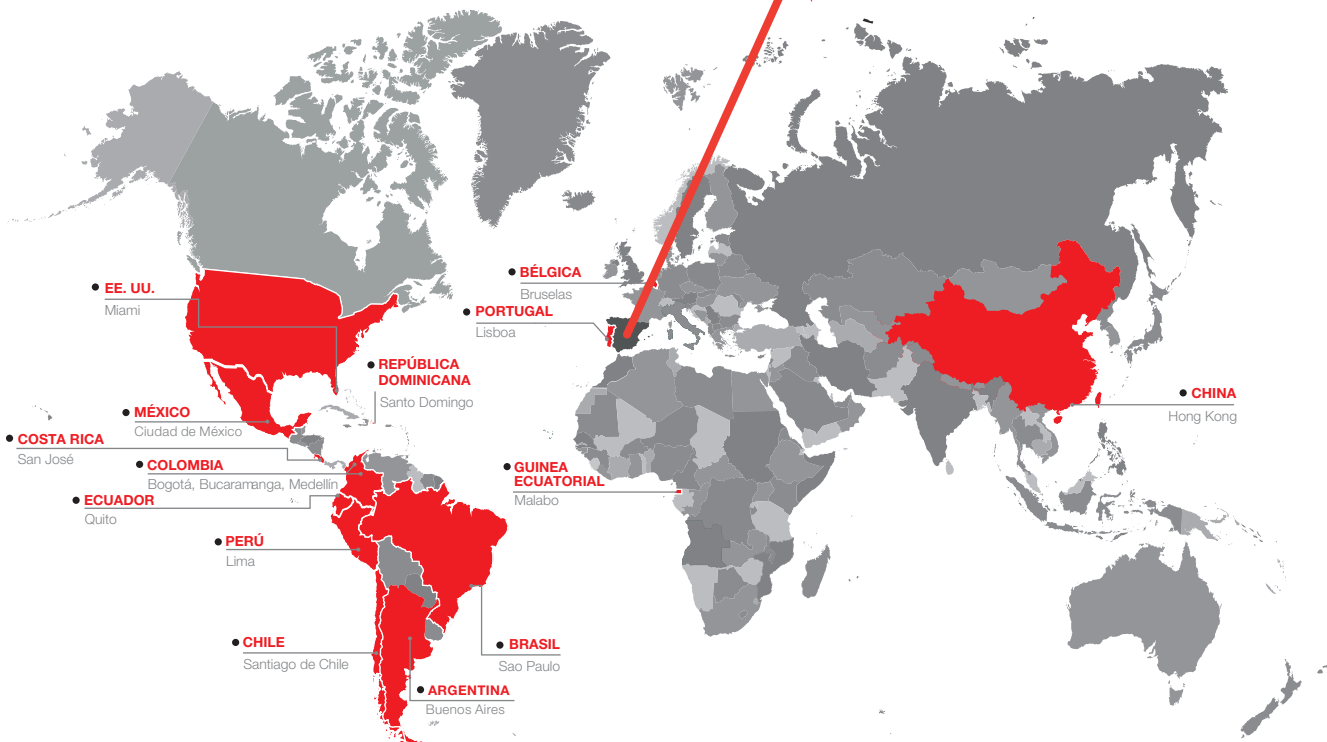 BÉLGICA
Bruselas
EE. UU.
Miami
PORTUGAL
Lisboa
REPÚBLICA
DOMINICANA
Santo Domingo
CHINA
Hong Kong
MÉXICO
Ciudad de México
COSTA RICA
San José
COLOMBIA
Bogotá, Bucaramanga, Medellín
GUINEA
ECUATORIAL
Malabo
ECUADOR
Quito
PERÚ
Lima
CHILE
Santiago de Chile
BRASIL
Sao Paulo
ARGENTINA
Buenos Aires